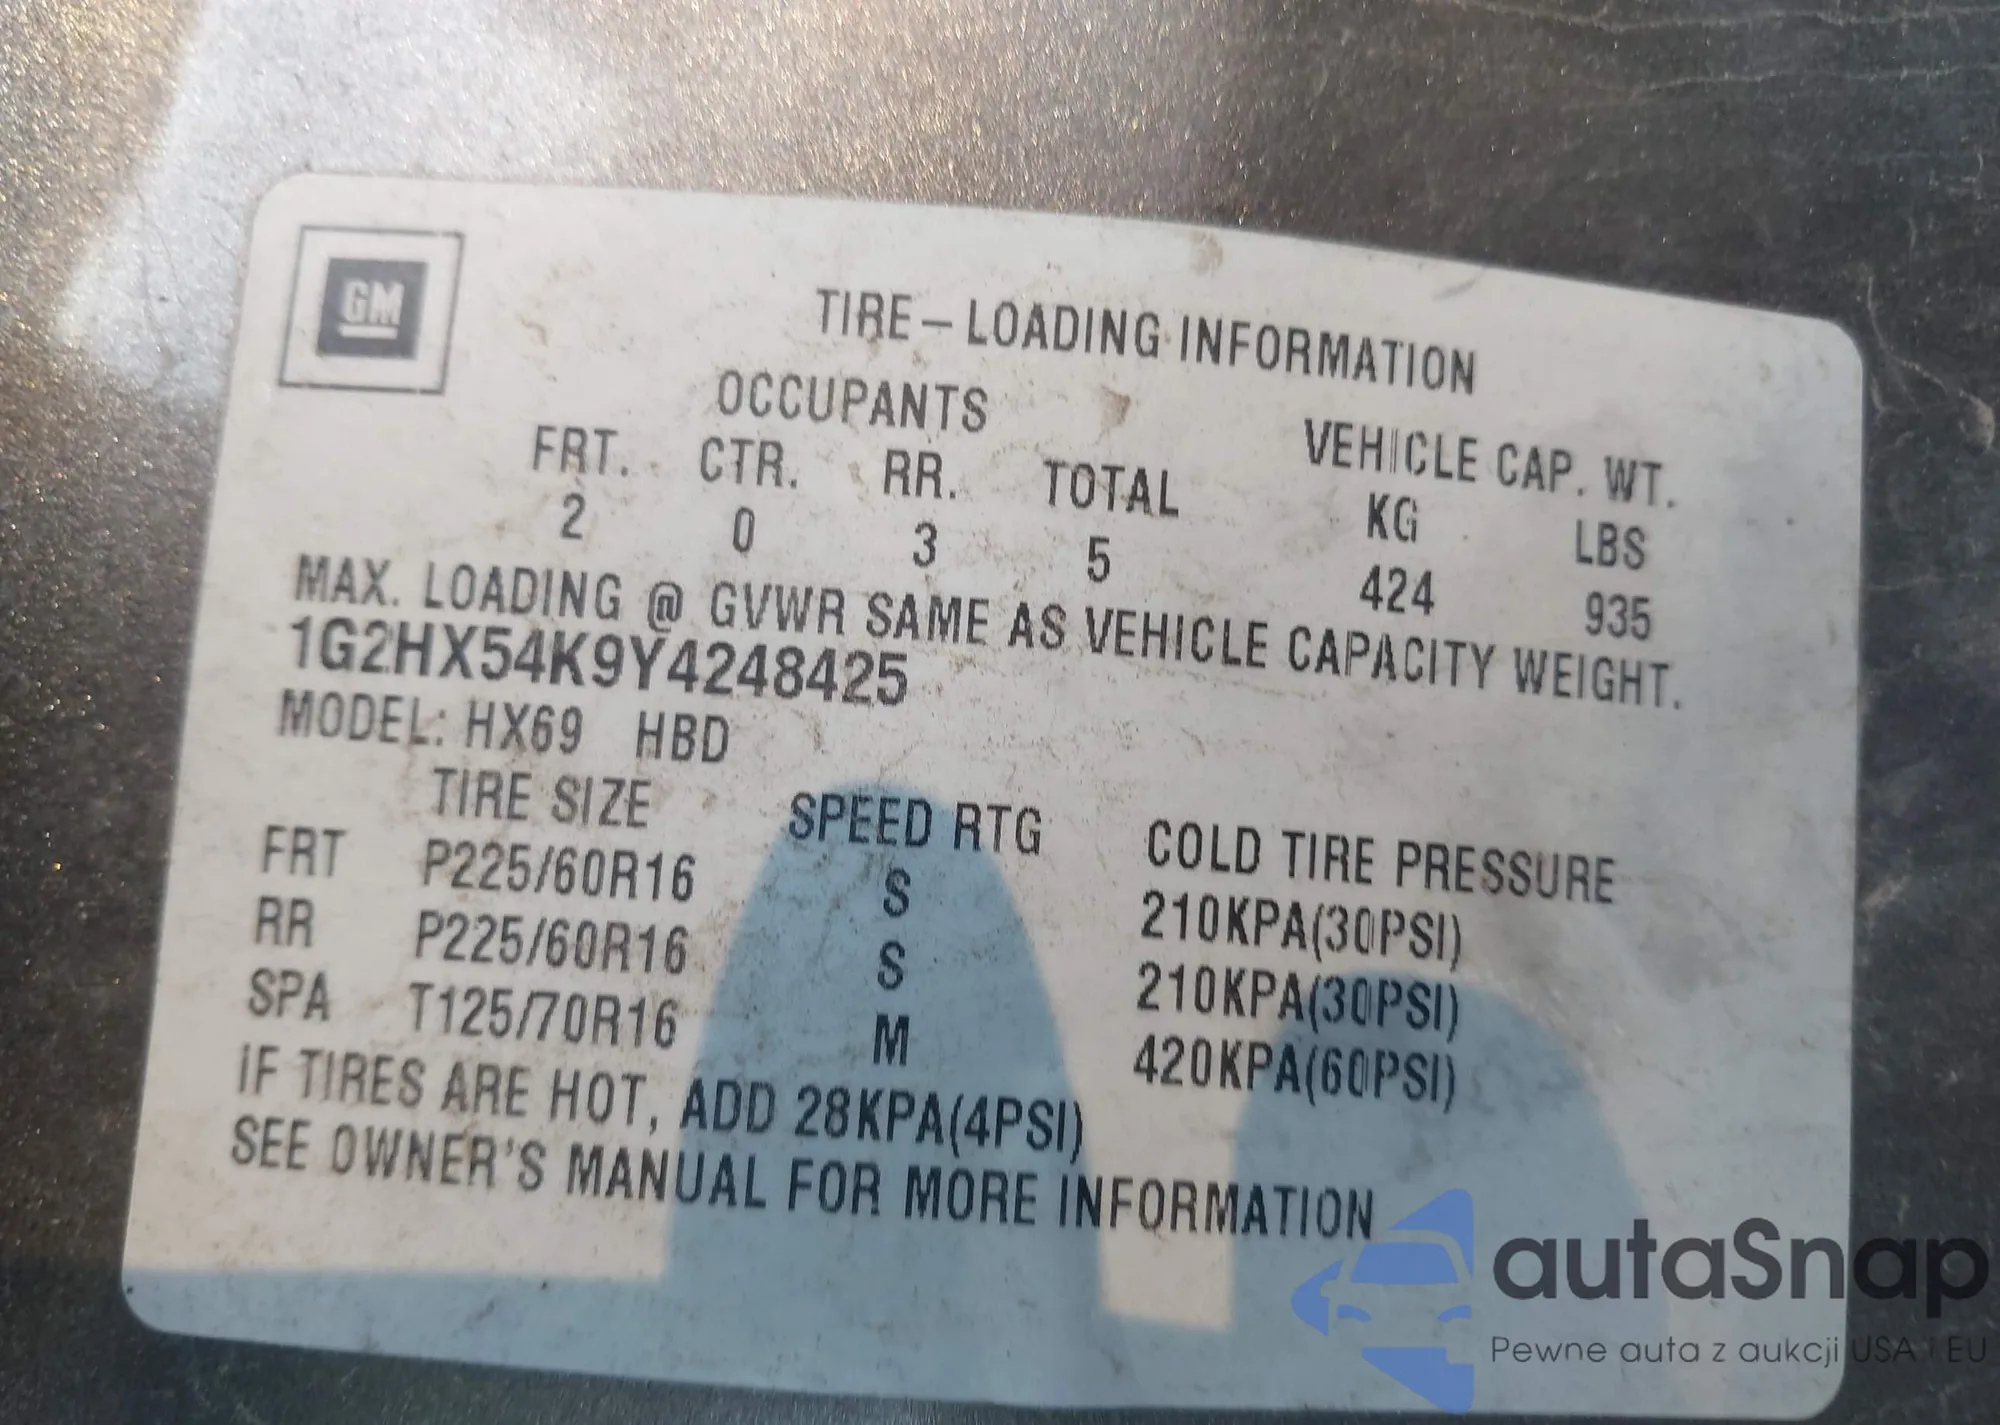 GM
TIRE – LOADING INFORMATION
OCCUPANTS VEHICLE CAP. WT.
FRT. CTR. RR. TOTAL KG LBS
2 0 3 5 424 935
MAX. LOADING @ GVWR SAME AS VEHICLE CAPACITY WEIGHT.
1G2HX54K9Y4248425
MODEL: HX69 HBD
TIRE SIZE SPEED RTG COLD TIRE PRESSURE
FRT P225/60R16 S 210KPA(30PSI)
RR P225/60R16 S 210KPA(30PSI)
SPA T125/70R16 M 420KPA(60PSI)
IF TIRES ARE HOT, ADD 28KPA(4PSI)
SEE OWNER'S MANUAL FOR MORE INFORMATION
autaSnap
Pewne auta z aukcji USA i EU